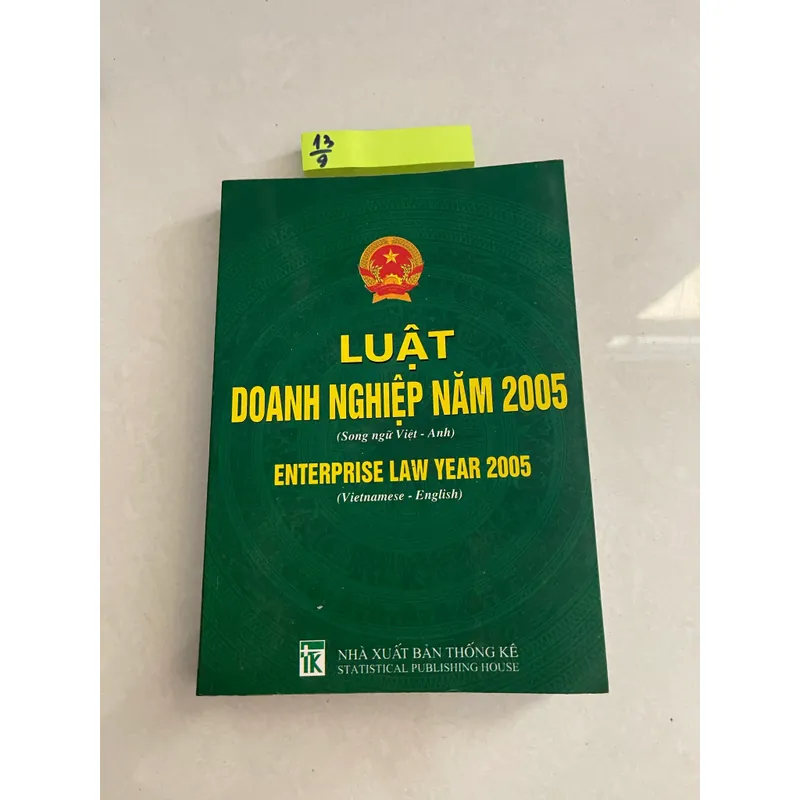 13
9
LUẬT
DOANH NGHIỆP NĂM 2005
(Song ngữ Việt - Anh)
ENTERPRISE LAW YEAR 2005
(Vietnamese - English)
TK
NHÀ XUẤT BẢN THỐNG KÊ
STATISTICAL PUBLISHING HOUSE